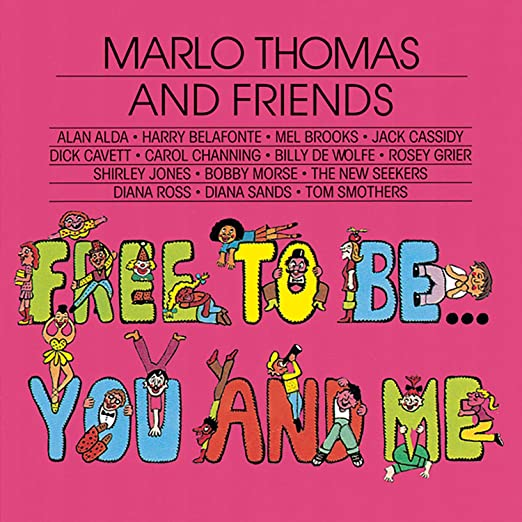 MARLO THOMAS
AND FRIENDS
ALAN ALDA • HARRY BELAFONTE • MEL BROOKS • JACK CASSIDY
DICK CAVETT • CAROL CHANNING • BILLY DE WOLFE • ROSEY GRIER
SHIRLEY JONES • BOBBY MORSE • THE NEW SEEKERS
DIANA ROSS • DIANA SANDS • TOM SMOTHERS
FREE TO BE...
YOU AND ME